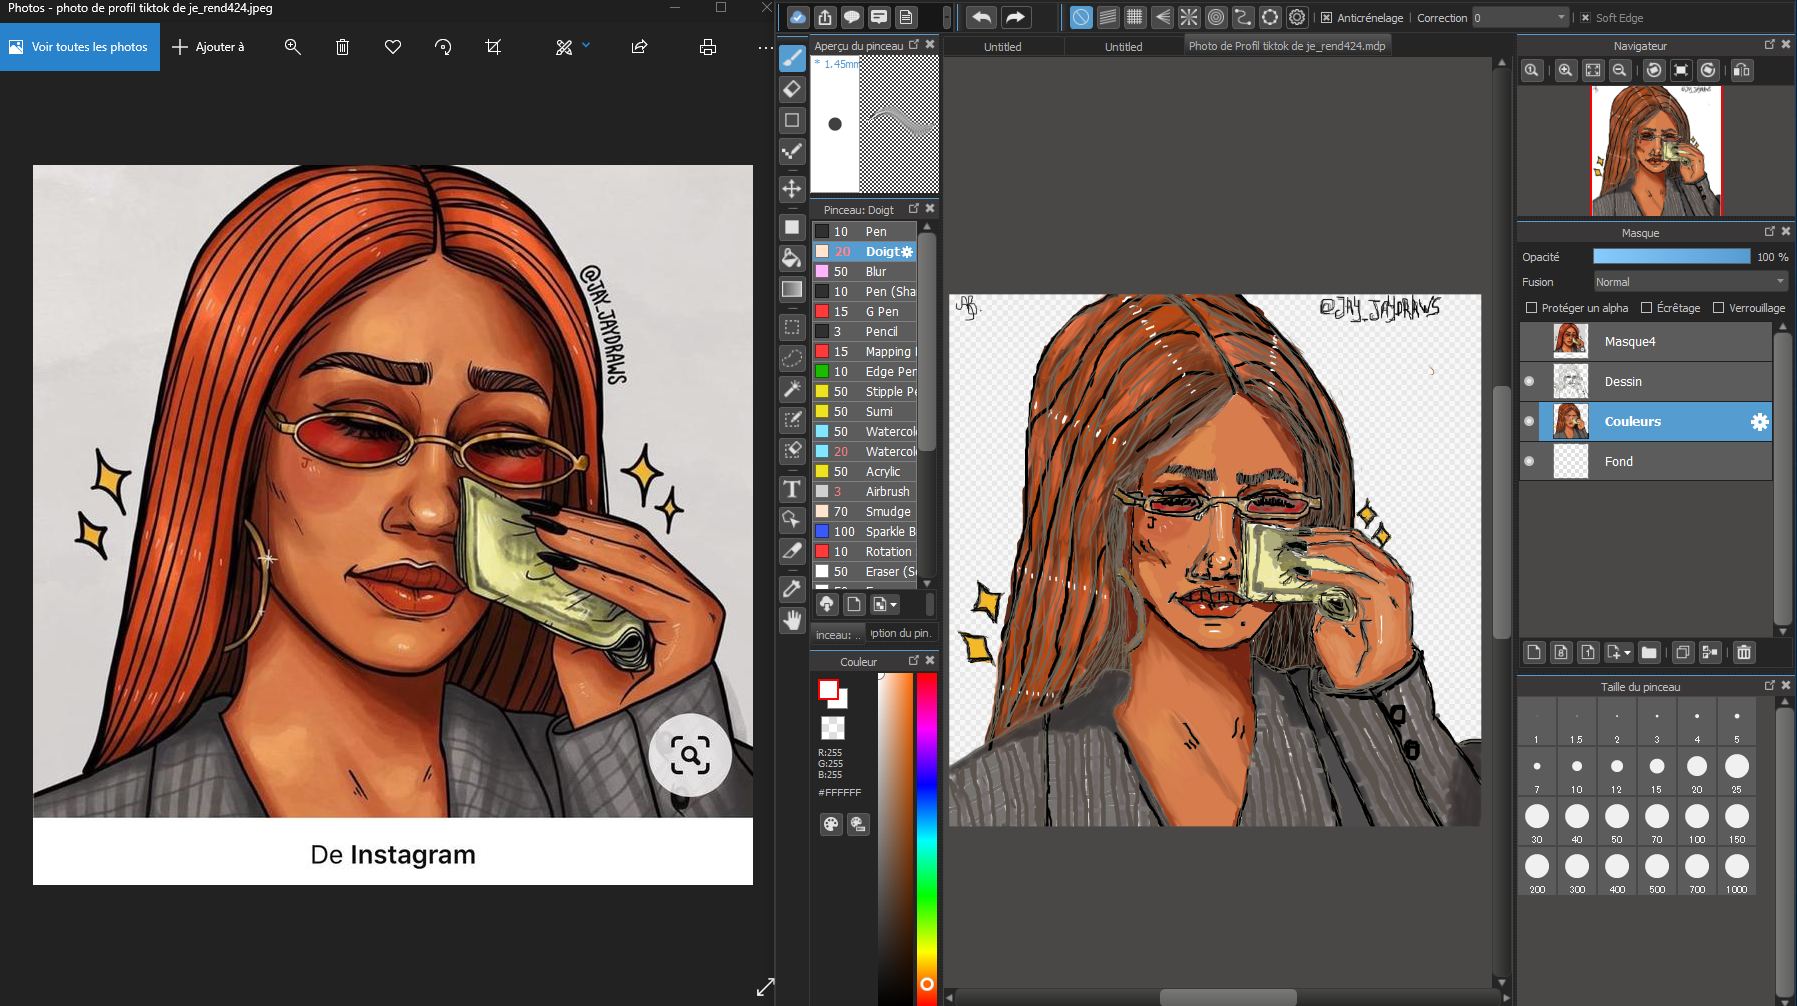 Photos - photo de profil tiktok de je_rend424.jpeg
Voir toutes les photos
Ajouter à
@JAY_JAYDRAWS
J
De Instagram
Anticrénelage
Correction
0
Soft Edge
Aperçu du pinceau
* 1.45mm
Untitled
Untitled
Photo de Profil tiktok de je_rend424.mdp
Pinceau: Doigt
10 Pen
20 Doigt
50 Blur
10 Pen (Sha
15 G Pen
3 Pencil
15 Mapping
10 Edge Pen
50 Stipple Pe
50 Sumi
50 Waterco
20 Waterco
50 Acrylic
3 Airbrush
70 Smudge
100 Sparkle B
10 Rotation
50 Eraser (S
inceau: ..
ption du pin.
Couleur
R:255
G:255
B:255
#FFFFFF
@JAY_JAYDRAWS
J
Navigateur
Masque
Opacité
100 %
Fusion
Normal
Protéger un alpha
Écrêtage
Verrouillage
Masque4
Dessin
Couleurs
Fond
8
1
Taille du pinceau
1 1.5 2 3 4 5
7 10 12 15 20 25
30 40 50 70 100 150
200 300 400 500 700 1000